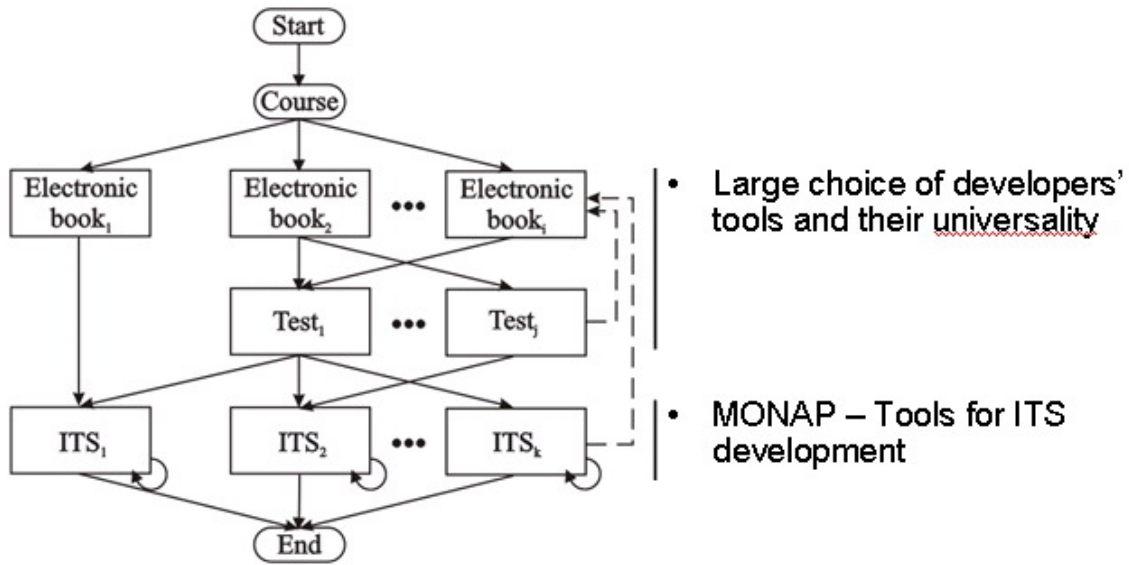 Start
Course
Electronic
book₁
Electronic
book₂
•••
Electronic
bookᵢ
• Large choice of developers’
tools and their universality
Test₁
•••
Testⱼ
ITS₁
ITS₂
•••
ITSₖ
• MONAP – Tools for ITS
development
End